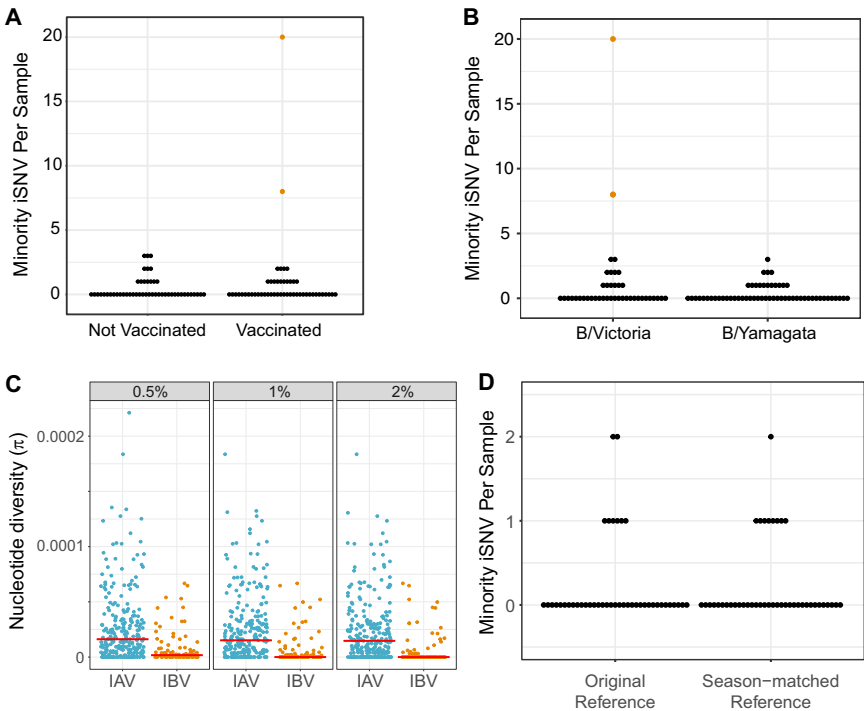 A
Minority iSNV Per Sample
20
15
10
5
0
Not Vaccinated
Vaccinated
B
Minority iSNV Per Sample
20
15
10
5
0
B/Victoria
B/Yamagata
C
0.5%
1%
2%
Nucleotide diversity (π)
0.0002
0.0001
0
IAV
IBV
IAV
IBV
IAV
IBV
D
Minority iSNV Per Sample
2
1
0
Original
Reference
Season−matched
Reference